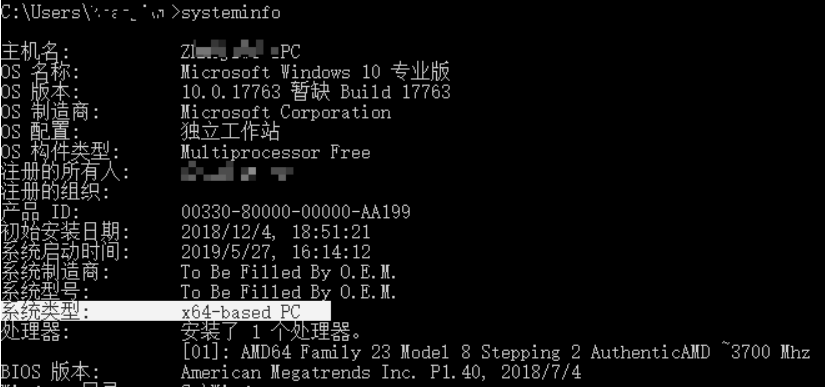 C:\Users\ >systeminfo
主机名: PC
OS 名称: Microsoft Windows 10 专业版
OS 版本: 10.0.17763 暂缺 Build 17763
OS 制造商: Microsoft Corporation
OS 配置: 独立工作站
OS 构件类型: Multiprocessor Free
注册的所有人:
注册的组织:
产品 ID: 00330-80000-00000-AA199
初始安装日期: 2018/12/4, 18:51:21
系统启动时间: 2019/5/27, 16:14:12
系统制造商: To Be Filled By O.E.M.
系统型号: To Be Filled By O.E.M.
系统类型: x64-based PC
处理器: 安装了 1 个处理器。
[01]: AMD64 Family 23 Model 8 Stepping 2 AuthenticAMD ~3700 Mhz
BIOS 版本: American Megatrends Inc. P1.40, 2018/7/4